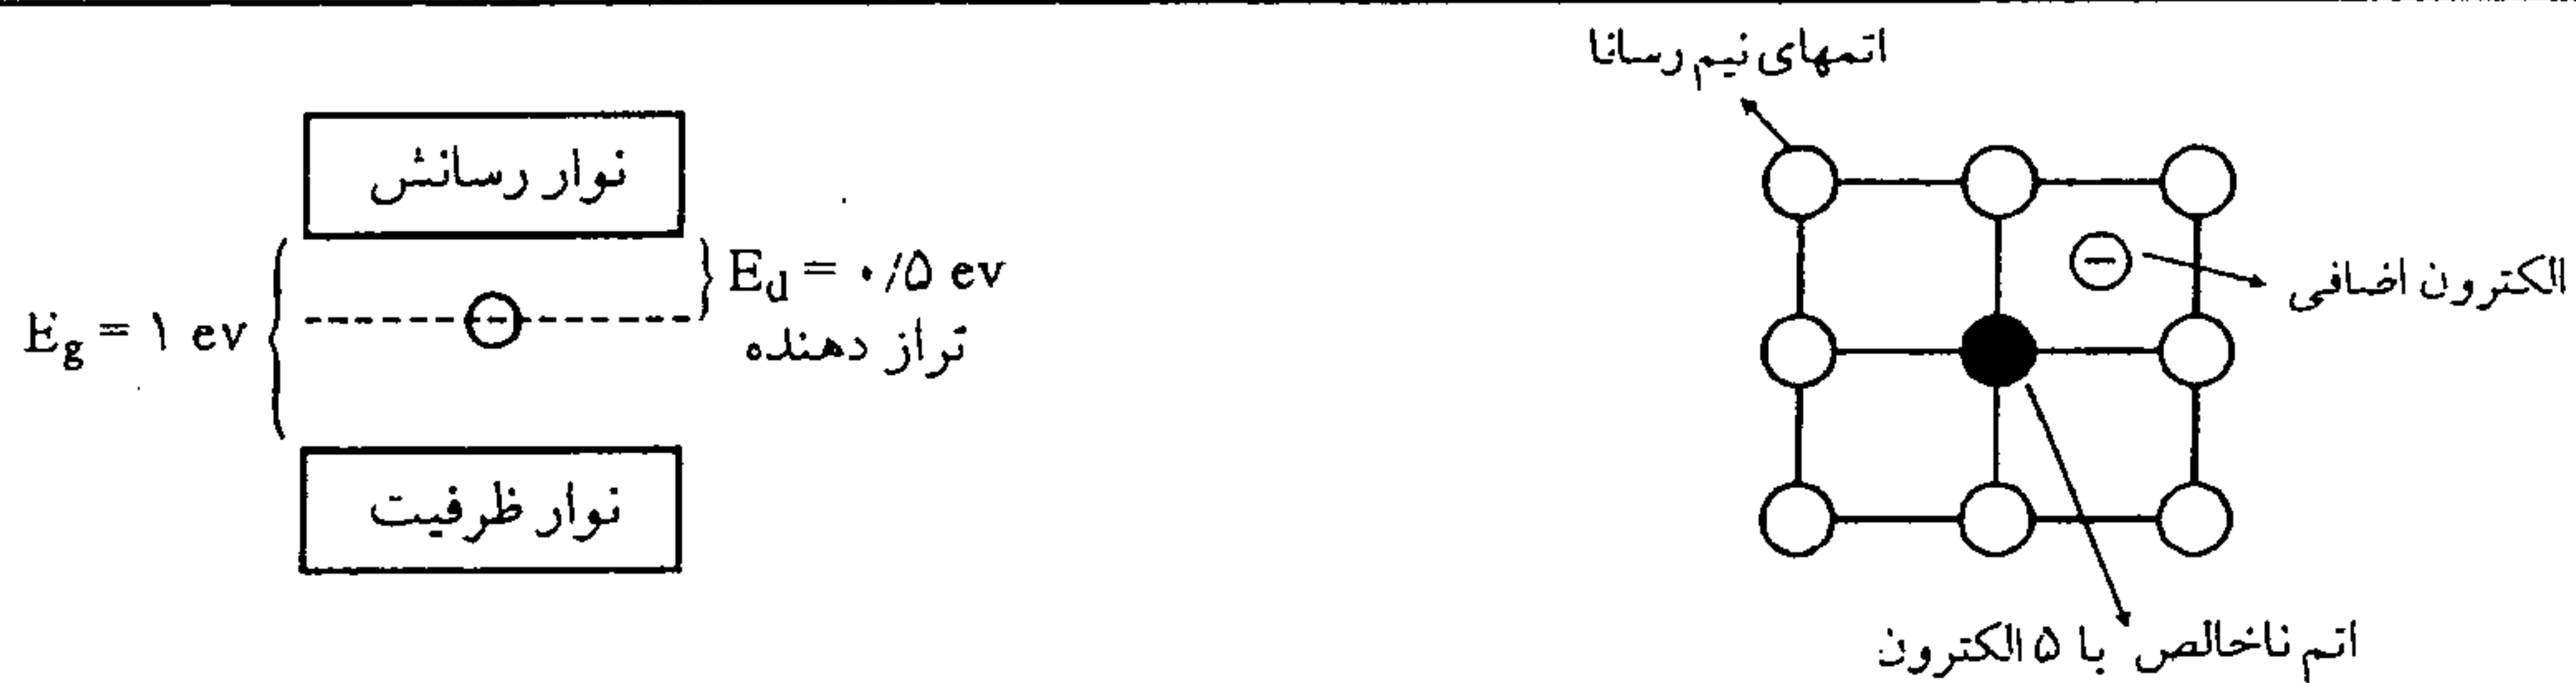 اتمهای نیم رسانا
الکترون اضافی
اتم ناخالص با ۵ الکترون
نوار رسانش
E_d = ۰/۵ ev
تراز دهنده
E_g = ۱ ev
نوار ظرفیت